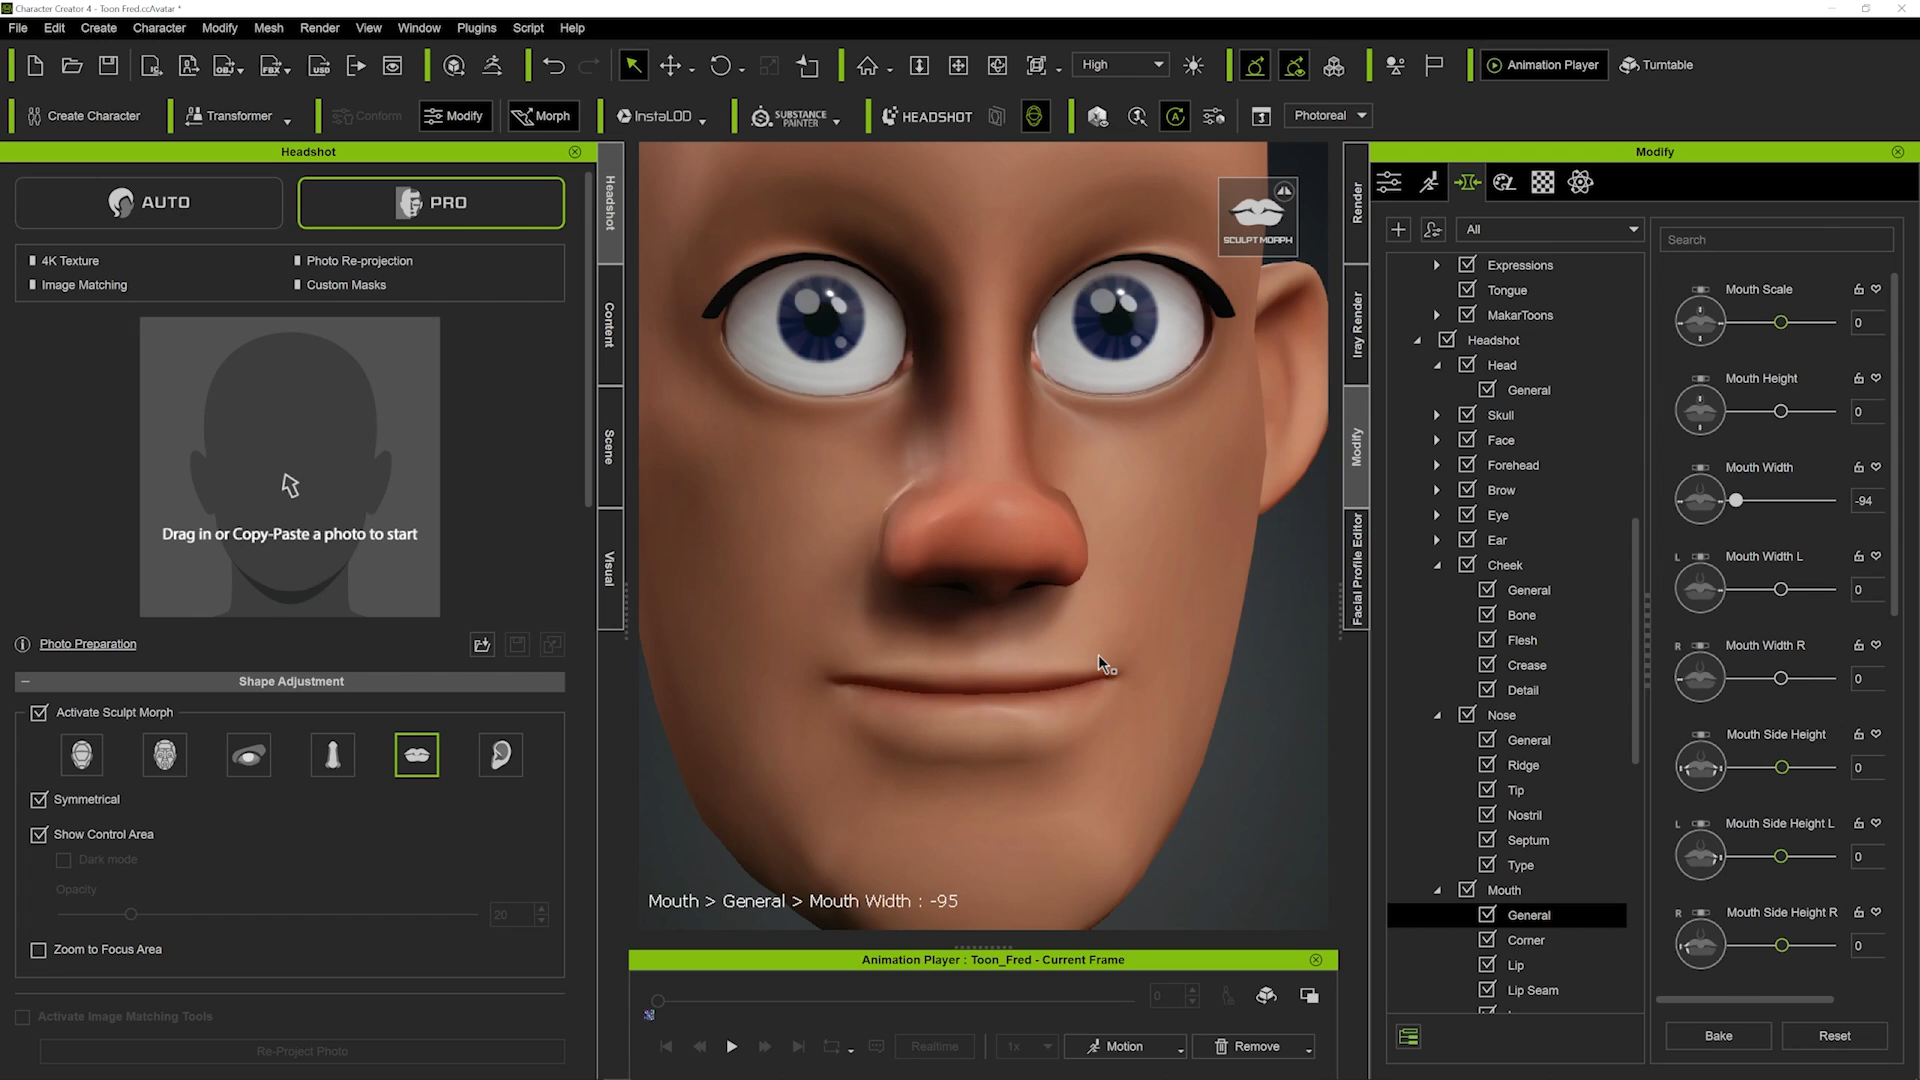 Character Creator 4 - Toon Fred.ccAvatar *
File Edit Create Character Modify Mesh Render View Window Plugins Script Help
High
Animation Player
Turntable
Create Character
Transformer
Conform
Modify
Morph
InstaLOD
SUBSTANCE PAINTER
HEADSHOT
Photoreal
Headshot
AUTO
PRO
4K Texture
Photo Re-projection
Image Matching
Custom Masks
Drag in or Copy-Paste a photo to start
Photo Preparation
Shape Adjustment
Activate Sculpt Morph
Symmetrical
Show Control Area
Dark mode
Opacity
20
Zoom to Focus Area
Activate Image Matching Tools
Re-Project Photo
Headshot
Content
Scene
Visual
SCULPT MORPH
Mouth > General > Mouth Width : -95
Animation Player : Toon_Fred - Current Frame
0
Realtime
1x
Motion
Remove
Render
Iray Render
Modify
Facial Profile Editor
Modify
All
Expressions
Tongue
MakarToons
Headshot
Head
General
Skull
Face
Forehead
Brow
Eye
Ear
Cheek
General
Bone
Flesh
Crease
Detail
Nose
General
Ridge
Tip
Nostril
Septum
Type
Mouth
General
Corner
Lip
Lip Seam
Search
Mouth Scale
0
Mouth Height
0
Mouth Width
-94
L Mouth Width L
0
R Mouth Width R
0
Mouth Side Height
0
L Mouth Side Height L
0
R Mouth Side Height R
0
Bake
Reset